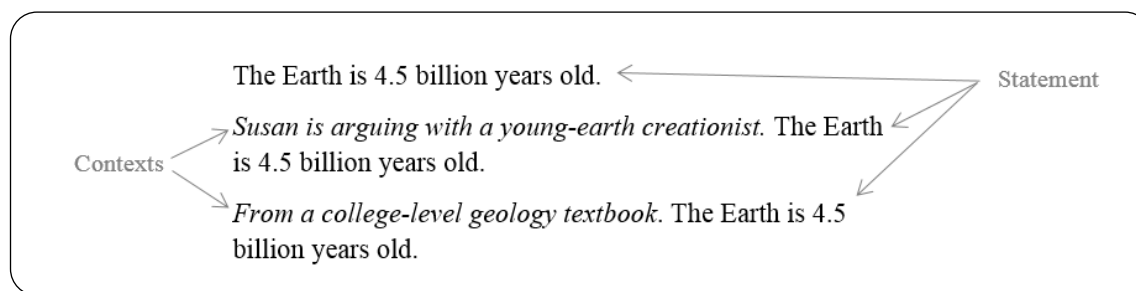 The Earth is 4.5 billion years old.
Statement
Susan is arguing with a young-earth creationist. The Earth
is 4.5 billion years old.
Contexts
From a college-level geology textbook. The Earth is 4.5
billion years old.